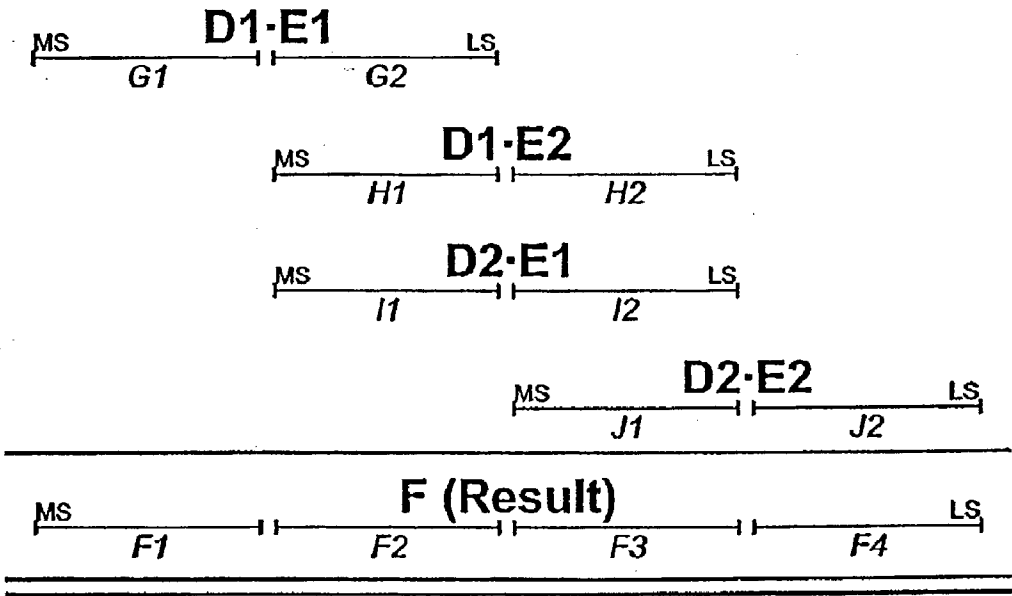 D1·E1
MS LS
G1 G2
D1·E2
MS LS
H1 H2
D2·E1
MS LS
I1 I2
D2·E2
MS LS
J1 J2
F (Result)
MS LS
F1 F2 F3 F4